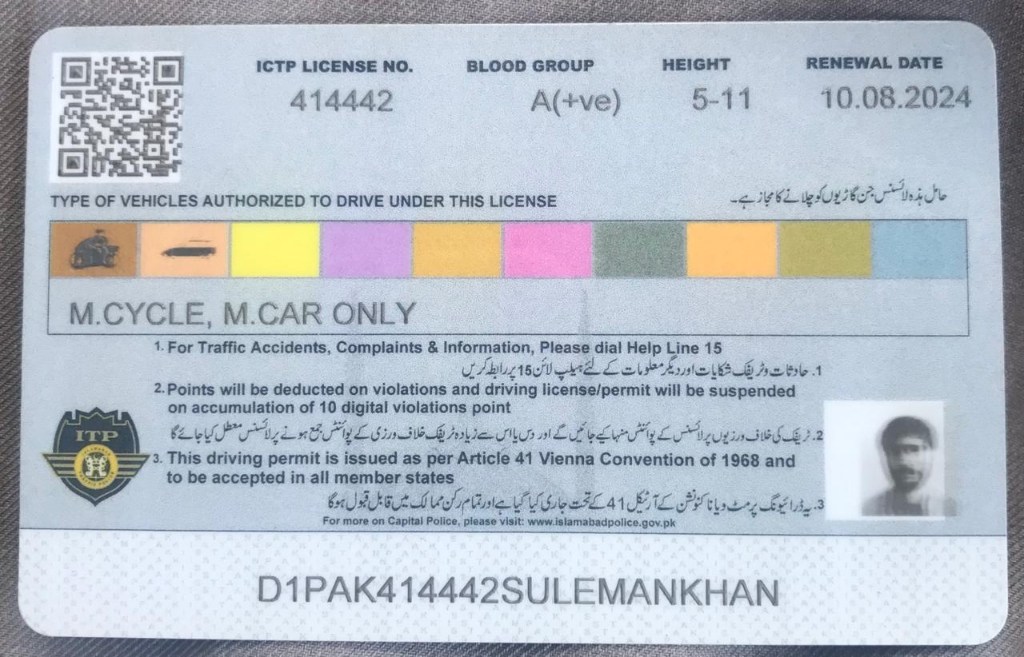 ICTP LICENSE NO. BLOOD GROUP HEIGHT RENEWAL DATE
414442 A(+ve) 5-11 10.08.2024
TYPE OF VEHICLES AUTHORIZED TO DRIVE UNDER THIS LICENSE حامل ہذہ لائسنس جن گاڑیوں کو چلانے کا مجاز ہے۔
M.CYCLE, M.CAR ONLY
1. For Traffic Accidents, Complaints & Information, Please dial Help Line 15
1. حادثات و ٹریفک شکایات اور دیگر معلومات کے لئے ہیلپ لائن 15 پر رابطہ کریں
2. Points will be deducted on violations and driving license/permit will be suspended
on accumulation of 10 digital violations point
2. ٹریفک کی خلاف ورزیوں پر لائسنس کے پوائنٹس منہا کیے جائیں گے اور دس یا اس سے زیادہ ٹریفک خلاف ورزی کے پوائنٹس جمع ہونے پر لائسنس معطل کیا جائے گا
ITP
3. This driving permit is issued as per Article 41 Vienna Convention of 1968 and
to be accepted in all member states
3. یہ ڈرائیونگ پرمٹ ویانا کنونشن کے آرٹیکل 41 کے تحت جاری کیا گیا ہے اور تمام رکن ممالک میں قابل قبول ہوگا
For more on Capital Police, please visit: www.islamabadpolice.gov.pk
D1PAK414442SULEMANKHAN